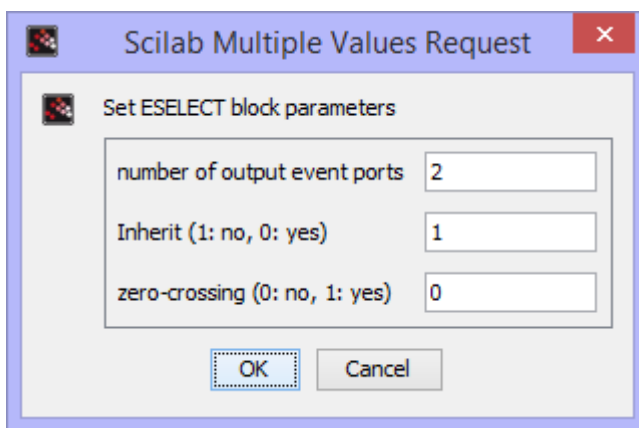 Scilab Multiple Values Request
Set ESELECT block parameters
number of output event ports 2
Inherit (1: no, 0: yes) 1
zero-crossing (0: no, 1: yes) 0
OK Cancel